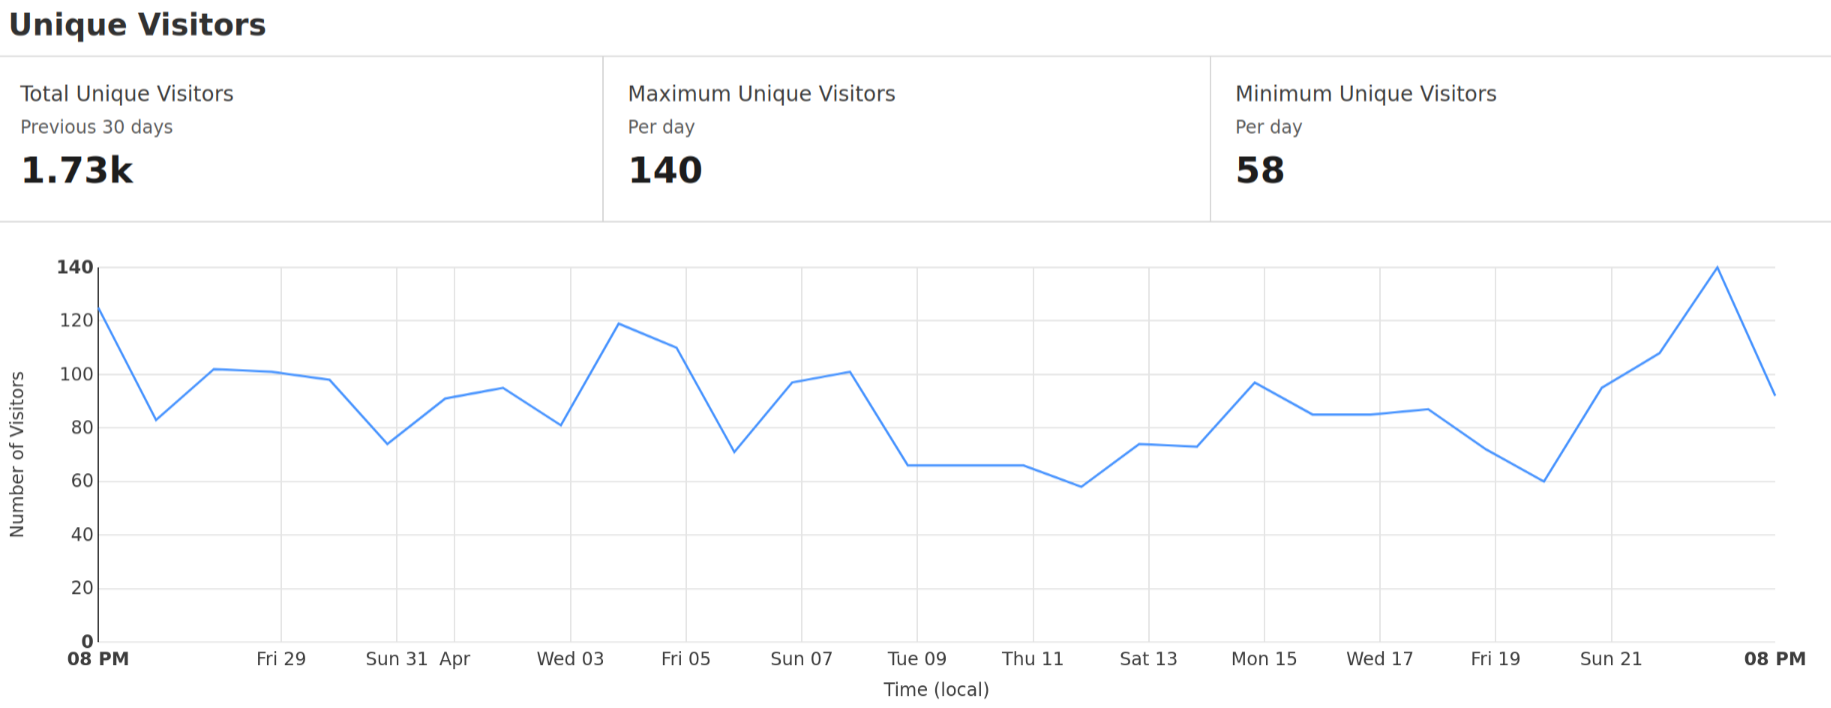 Unique Visitors
Total Unique Visitors
Previous 30 days
1.73k
Maximum Unique Visitors
Per day
140
Minimum Unique Visitors
Per day
58
Number of Visitors
140
120
100
80
60
40
20
0
08 PM Fri 29 Sun 31 Apr Wed 03 Fri 05 Sun 07 Tue 09 Thu 11 Sat 13 Mon 15 Wed 17 Fri 19 Sun 21 08 PM
Time (local)